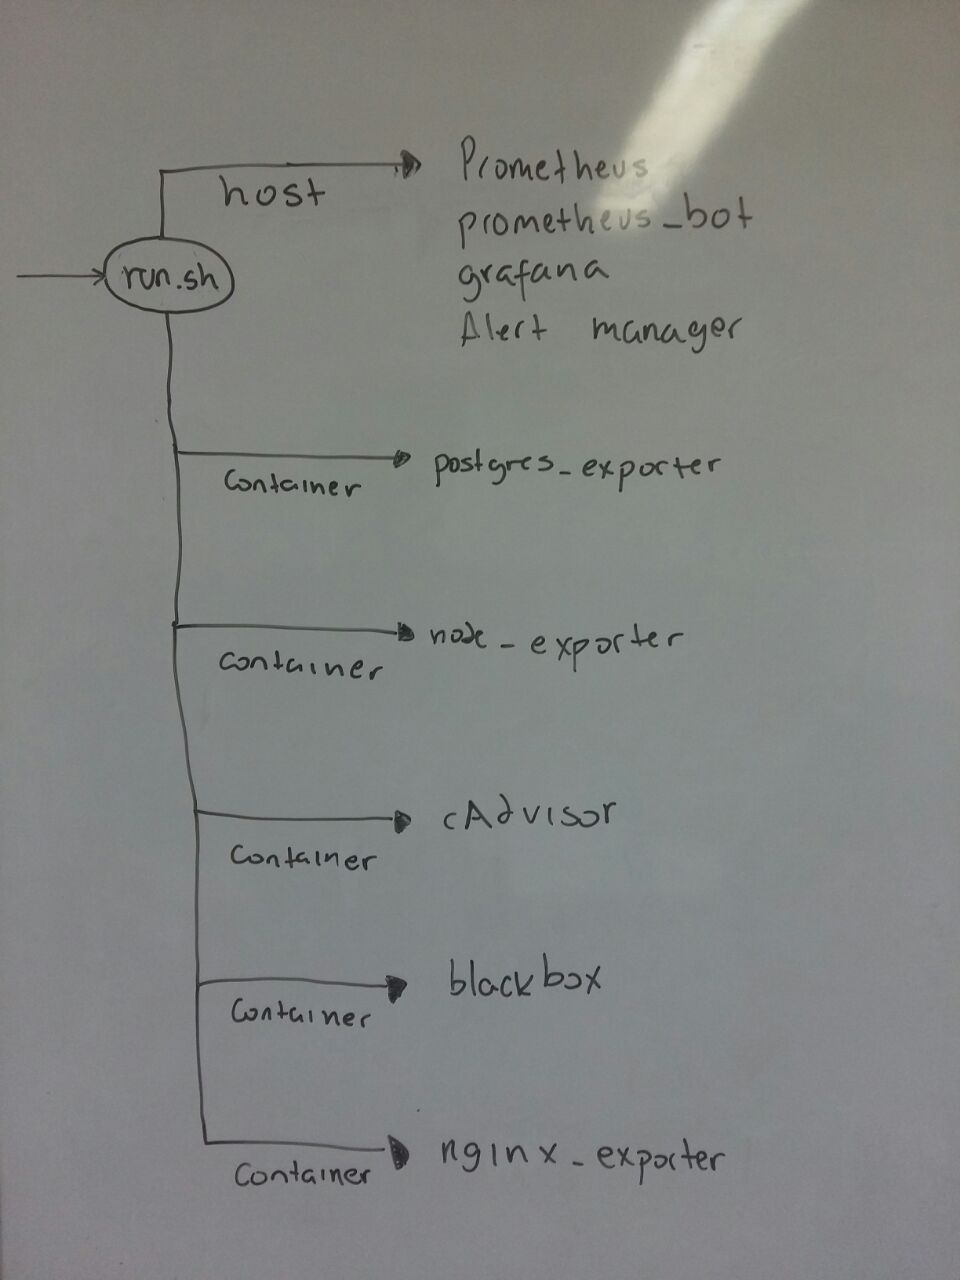 host
Prometheus
prometheus_bot
run.sh
grafana
Alert manager
postgres_exporter
Container
node_exporter
Container
cAdvisor
Container
blackbox
Container
nginx_exporter
Container